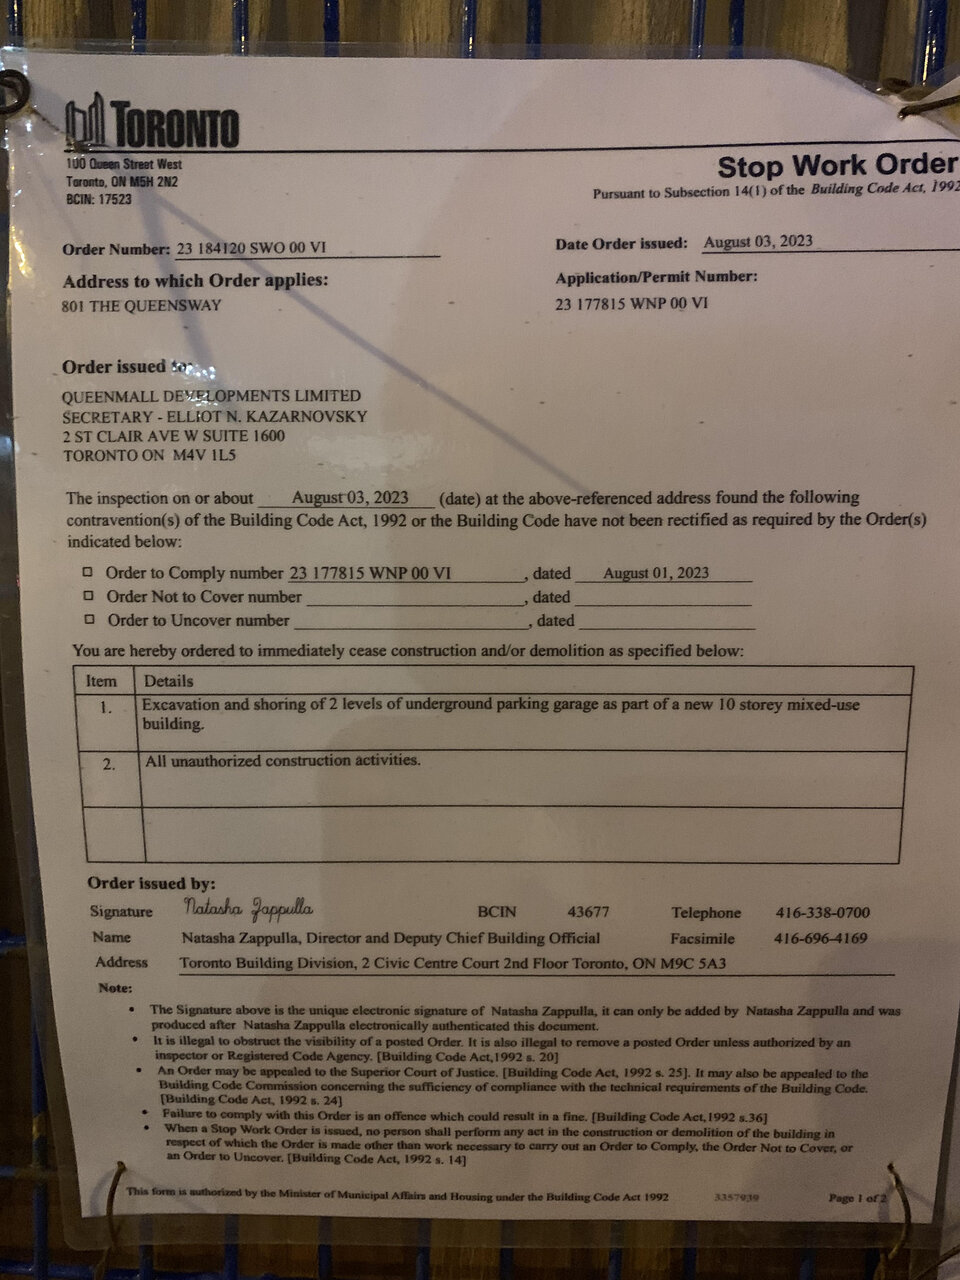 TORONTO
100 Queen Street West
Toronto, ON M5H 2N2
BCIN: 17523
Stop Work Order
Pursuant to Subsection 14(1) of the Building Code Act, 1992
Order Number: 23 184120 SWO 00 VI
Date Order issued: August 03, 2023
Address to which Order applies:
801 THE QUEENSWAY
Application/Permit Number:
23 177815 WNP 00 VI
Order issued to:
QUEENMALL DEVELOPMENTS LIMITED
SECRETARY - ELLIOT N. KAZARNOVSKY
2 ST CLAIR AVE W SUITE 1600
TORONTO ON M4V 1L5
The inspection on or about August 03, 2023 (date) at the above-referenced address found the following
contravention(s) of the Building Code Act, 1992 or the Building Code have not been rectified as required by the Order(s)
indicated below:
Order to Comply number 23 177815 WNP 00 VI, dated August 01, 2023
Order Not to Cover number, dated
Order to Uncover number, dated
You are hereby ordered to immediately cease construction and/or demolition as specified below:
Item Details
1. Excavation and shoring of 2 levels of underground parking garage as part of a new 10 storey mixed-use
building.
2. All unauthorized construction activities.
Order issued by:
Signature Natasha Zappulla BCIN 43677 Telephone 416-338-0700
Name Natasha Zappulla, Director and Deputy Chief Building Official Facsimile 416-696-4169
Address Toronto Building Division, 2 Civic Centre Court 2nd Floor Toronto, ON M9C 5A3
Note:
• The Signature above is the unique electronic signature of Natasha Zappulla, it can only be added by Natasha Zappulla and was
produced after Natasha Zappulla electronically authenticated this document.
• It is illegal to obstruct the visibility of a posted Order. It is also illegal to remove a posted Order unless authorized by an
inspector or Registered Code Agency. [Building Code Act,1992 s. 20]
• An Order may be appealed to the Superior Court of Justice. [Building Code Act, 1992 s. 25]. It may also be appealed to the
Building Code Commission concerning the sufficiency of compliance with the technical requirements of the Building Code.
[Building Code Act, 1992 s. 24]
• Failure to comply with this Order is an offence which could result in a fine. [Building Code Act,1992 s.36]
• When a Stop Work Order is issued, no person shall perform any act in the construction or demolition of the building in
respect of which the Order is made other than work necessary to carry out an Order to Comply, the Order Not to Cover, or
an Order to Uncover. [Building Code Act, 1992 s. 14]
This form is authorized by the Minister of Municipal Affairs and Housing under the Building Code Act 1992 3357939 Page 1 of 2